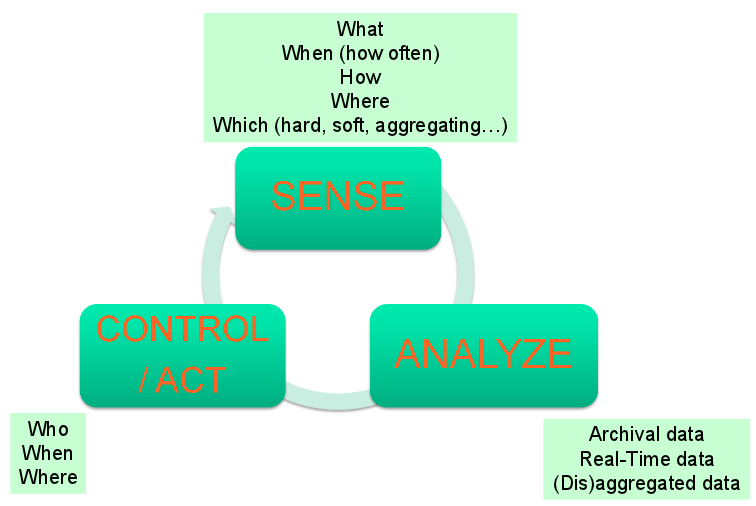 What
When (how often)
How
Where
Which (hard, soft, aggregating…)
SENSE
CONTROL
/ ACT
ANALYZE
Who
When
Where
Archival data
Real-Time data
(Dis)aggregated data